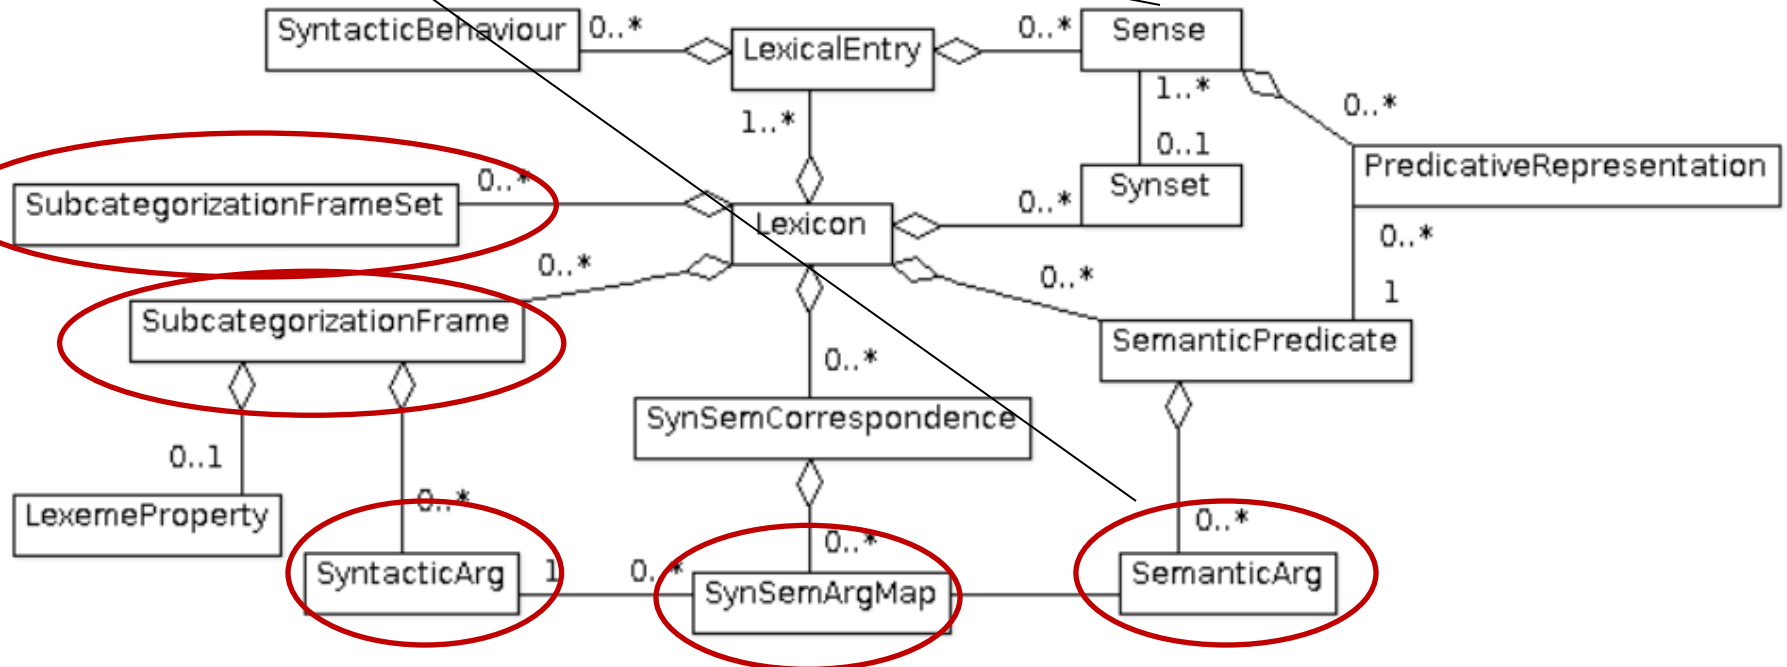 SyntacticBehaviour
0..*
LexicalEntry
0..*
Sense
1..*
1..*
0..*
0..1
PredicativeRepresentation
SubcategorizationFrameSet
0..*
Lexicon
0..*
Synset
0..*
0..*
0..*
1
SubcategorizationFrame
SemanticPredicate
0..*
SynSemCorrespondence
0..1
0..*
LexemeProperty
0..*
0..*
SyntacticArg
1
0..*
SynSemArgMap
SemanticArg